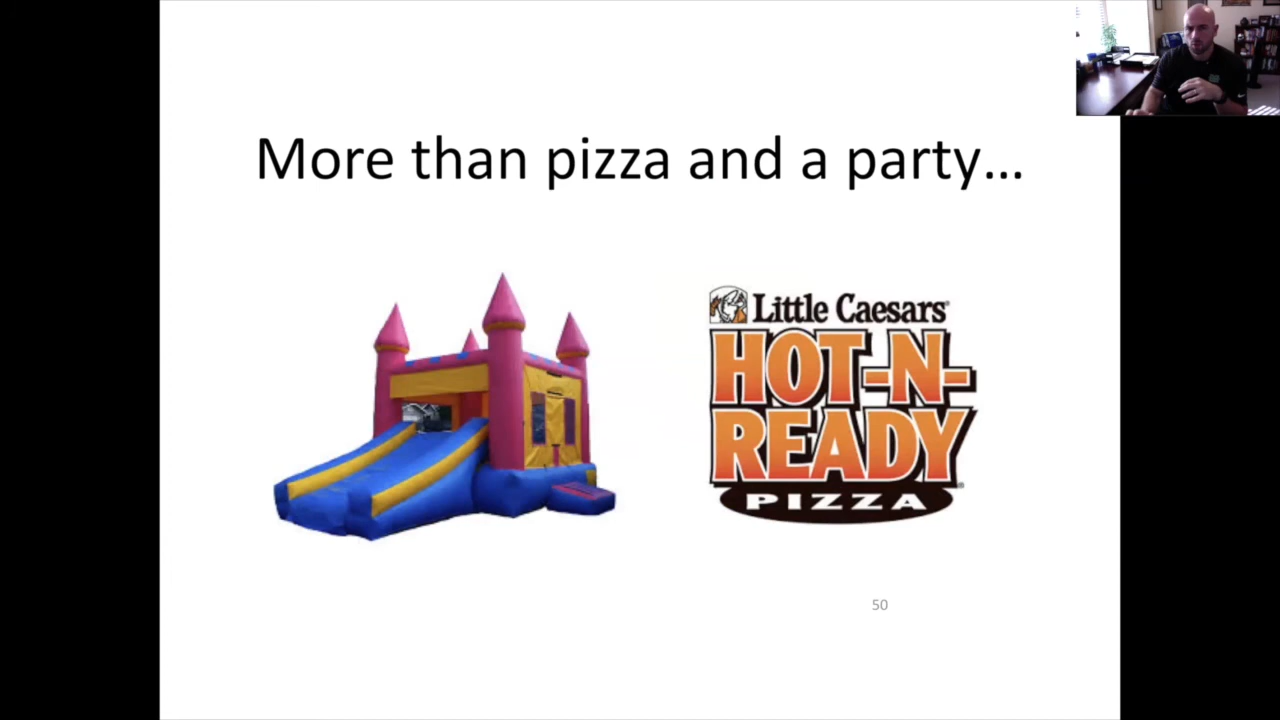 More than pizza and a party...
Little Caesars®
HOT-N-
READY
PIZZA
50